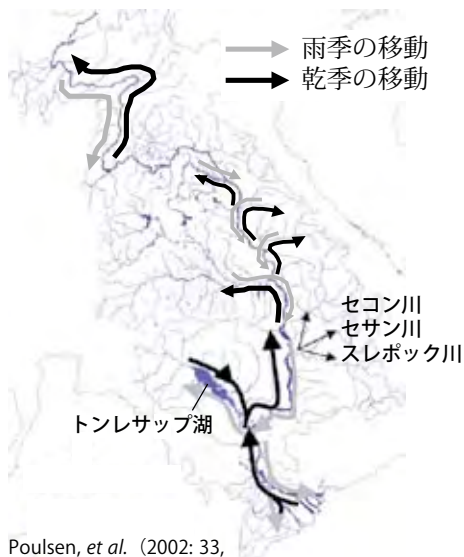 雨季の移動
乾季の移動
セコン川
セサン川
スレポック川
トンレサップ湖
Poulsen, et al.（2002: 33,